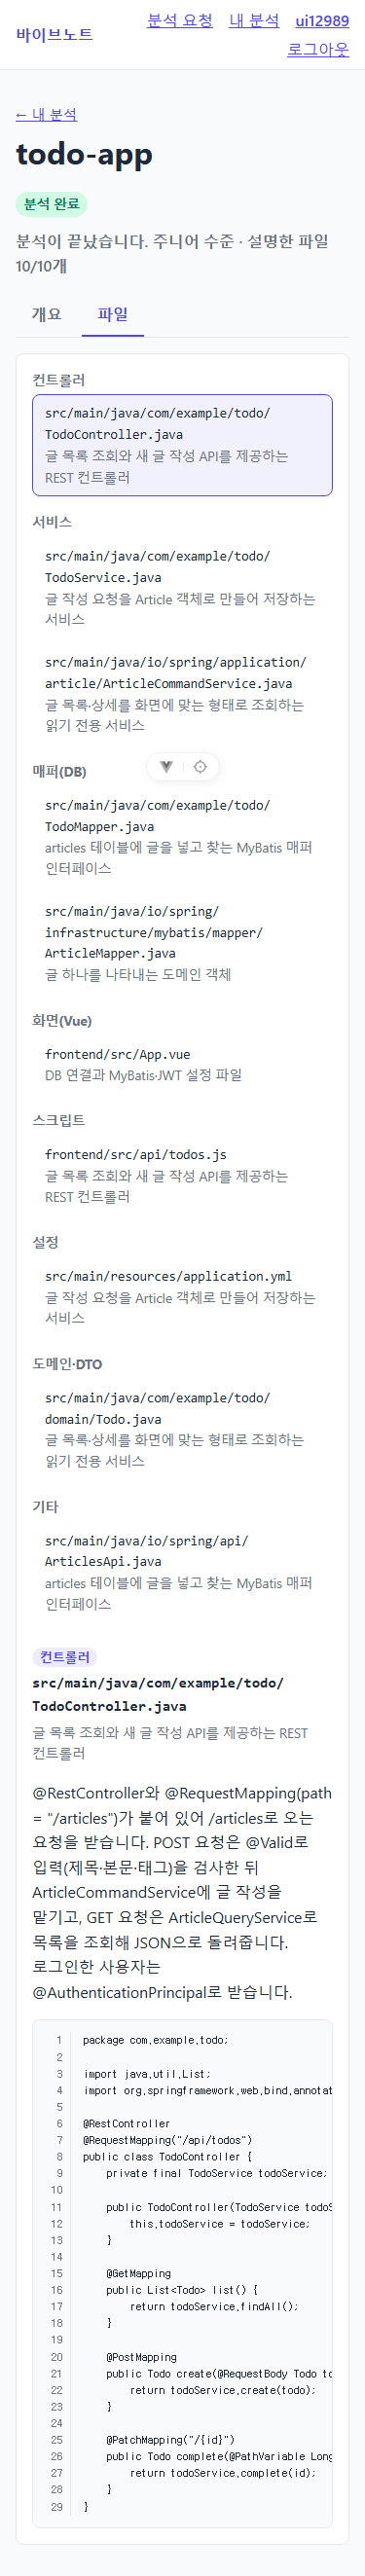 바이브노트
분석 요청 내 분석 ui12989
로그아웃
← 내 분석
todo-app
분석 완료
분석이 끝났습니다. 주니어 수준 · 설명한 파일
10/10개
개요 파일
컨트롤러
src/main/java/com/example/todo/
TodoController.java
글 목록 조회와 새 글 작성 API를 제공하는
REST 컨트롤러
서비스
src/main/java/com/example/todo/
TodoService.java
글 작성 요청을 Article 객체로 만들어 저장하는
서비스
src/main/java/io/spring/application/
article/ArticleCommandService.java
글 목록·상세를 화면에 맞는 형태로 조회하는
읽기 전용 서비스
매퍼(DB)
src/main/java/com/example/todo/
TodoMapper.java
articles 테이블에 글을 넣고 찾는 MyBatis 매퍼
인터페이스
src/main/java/io/spring/
infrastructure/mybatis/mapper/
ArticleMapper.java
글 하나를 나타내는 도메인 객체
화면(Vue)
frontend/src/App.vue
DB 연결과 MyBatis·JWT 설정 파일
스크립트
frontend/src/api/todos.js
글 목록 조회와 새 글 작성 API를 제공하는
REST 컨트롤러
설정
src/main/resources/application.yml
글 작성 요청을 Article 객체로 만들어 저장하는
서비스
도메인·DTO
src/main/java/com/example/todo/
domain/Todo.java
글 목록·상세를 화면에 맞는 형태로 조회하는
읽기 전용 서비스
기타
src/main/java/io/spring/api/
ArticlesApi.java
articles 테이블에 글을 넣고 찾는 MyBatis 매퍼
인터페이스
컨트롤러
src/main/java/com/example/todo/
TodoController.java
글 목록 조회와 새 글 작성 API를 제공하는 REST
컨트롤러
@RestController와 @RequestMapping(path
= "/articles")가 붙어 있어 /articles로 오는
요청을 받습니다. POST 요청은 @Valid로
입력(제목·본문·태그)을 검사한 뒤
ArticleCommandService에 글 작성을
맡기고, GET 요청은 ArticleQueryService로
목록을 조회해 JSON으로 돌려줍니다.
로그인한 사용자는
@AuthenticationPrincipal로 받습니다.
1 package com.example.todo;
2
3 import java.util.List;
4 import org.springframework.web.bind.annotat
5
6 @RestController
7 @RequestMapping("/api/todos")
8 public class TodoController {
9 private final TodoService todoService;
10
11 public TodoController(TodoService todoS
12 this.todoService = todoService;
13 }
14
15 @GetMapping
16 public List<Todo> list() {
17 return todoService.findAll();
18 }
19
20 @PostMapping
21 public Todo create(@RequestBody Todo to
22 return todoService.create(todo);
23 }
24
25 @PatchMapping("/{id}")
26 public Todo complete(@PathVariable Long
27 return todoService.complete(id);
28 }
29 }